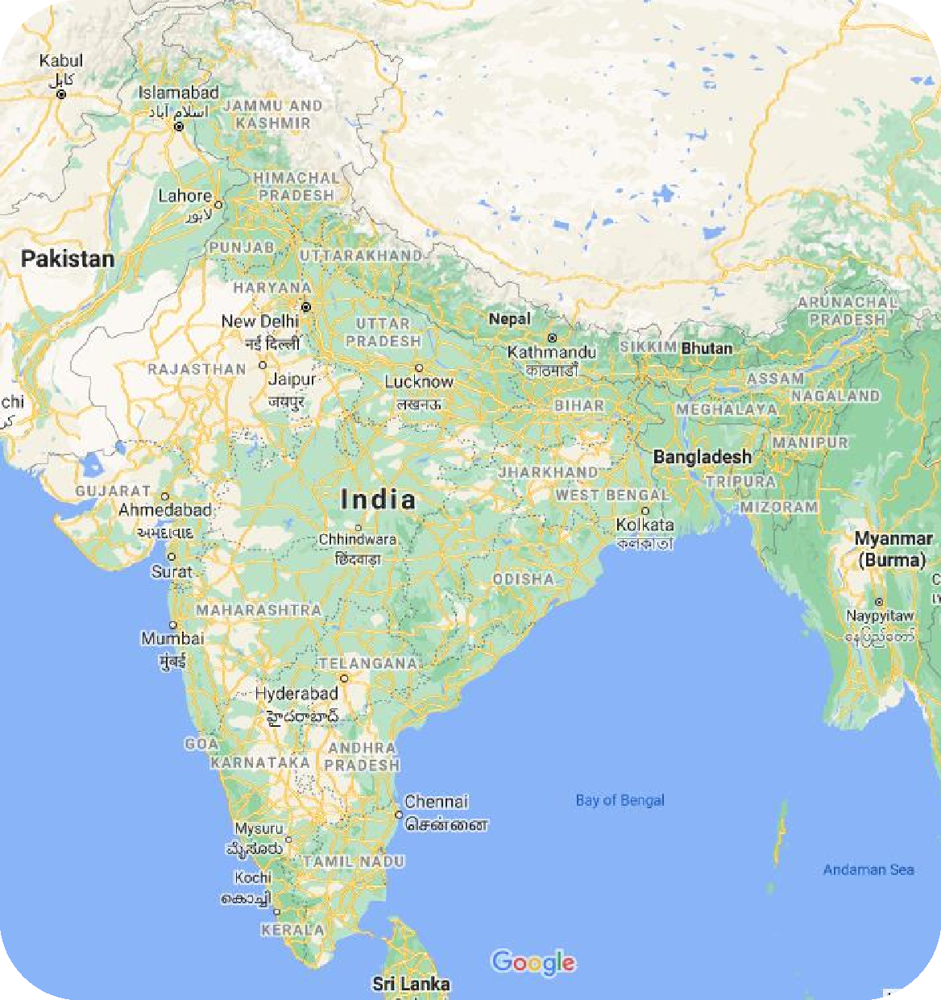 Kabul
کابل
Islamabad
اسلام آباد
JAMMU AND
KASHMIR
HIMACHAL
PRADESH
Lahore
لاہور
PUNJAB
Pakistan
UTTARAKHAND
HARYANA
New Delhi
नई दिल्ली
UTTAR
PRADESH
Nepal
Kathmandu
काठमाडौं
ARUNACHAL
PRADESH
SIKKIM
Bhutan
RAJASTHAN
Jaipur
जयपुर
Lucknow
लखनऊ
ASSAM
NAGALAND
BIHAR
MEGHALAYA
chi
MANIPUR
Bangladesh
JHARKHAND
TRIPURA
GUJARAT
Ahmedabad
અમદાવાદ
India
WEST BENGAL
MIZORAM
Kolkata
কলকাতা
Chhindwara
छिंदवाड़ा
Myanmar
(Burma)
Surat
ODISHA
MAHARASHTRA
Naypyitaw
နေပြည်တော်
Mumbai
मुंबई
TELANGANA
Hyderabad
హైదరాబాద్
GOA
KARNATAKA
ANDHRA
PRADESH
Chennai
சென்னை
Bay of Bengal
Mysuru
ಮೈಸೂರು
TAMIL NADU
Andaman Sea
Kochi
കൊച്ചി
KERALA
Google
Sri Lanka